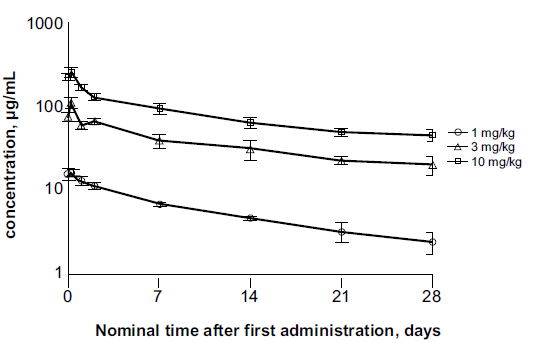 1000
100
10
1
concentration, µg/mL
0 7 14 21 28
Nominal time after first administration, days
1 mg/kg
3 mg/kg
10 mg/kg